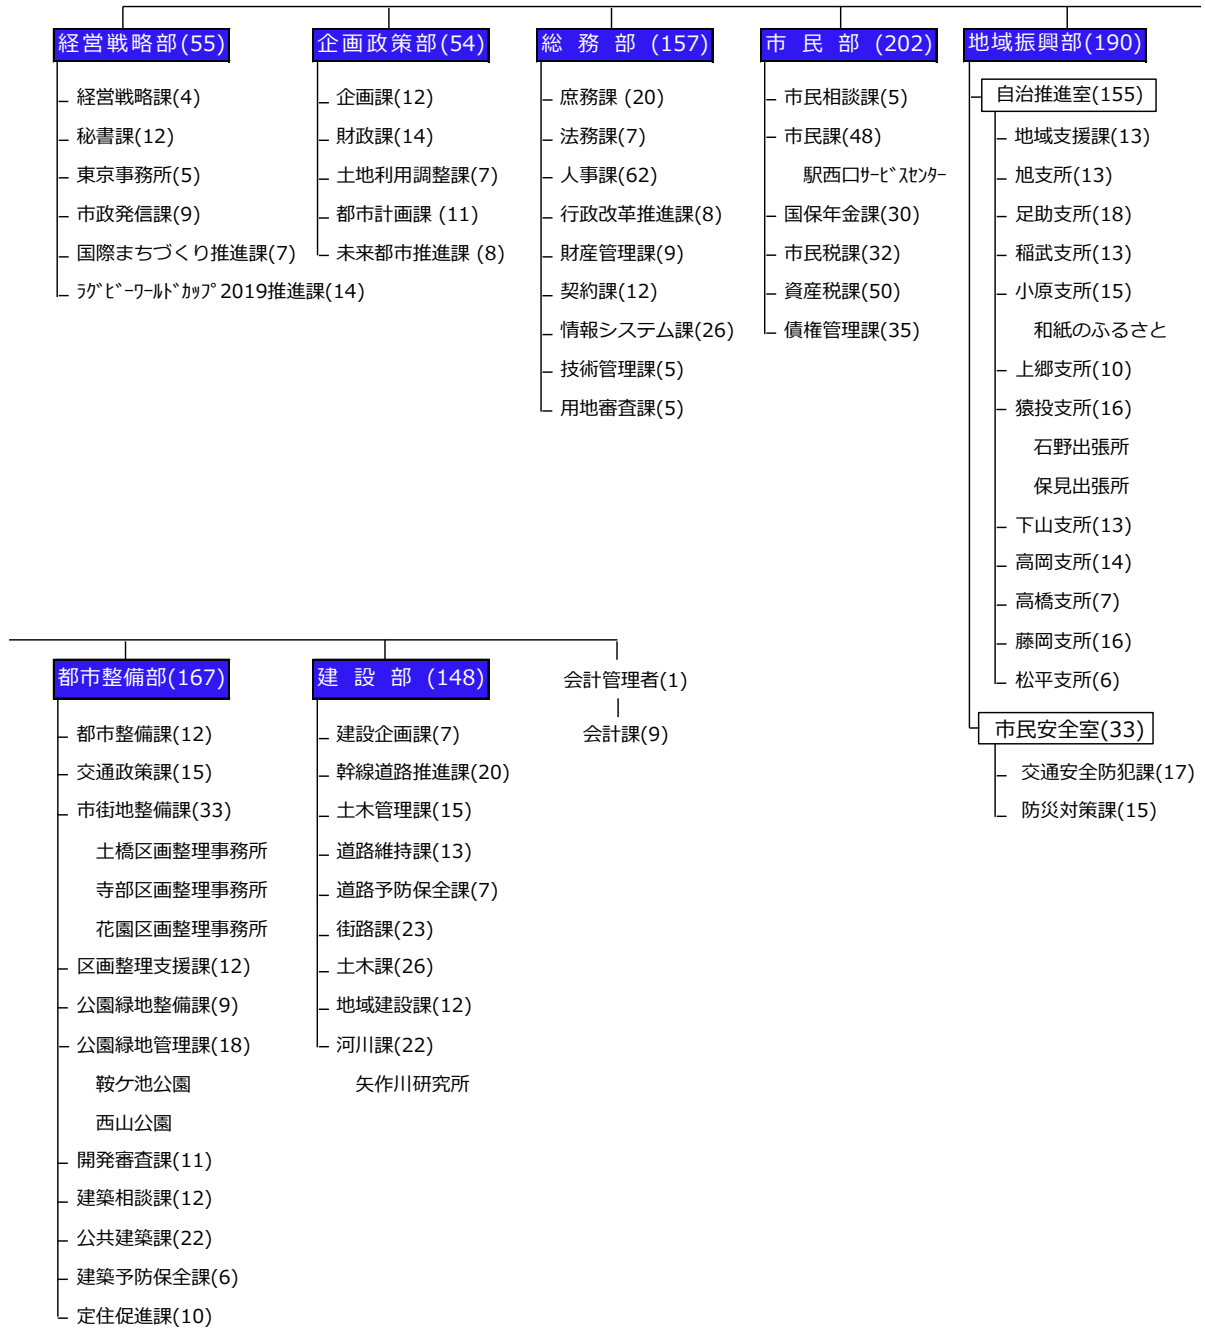 経営戦略部(55)
経営戦略課(4)
秘書課(12)
東京事務所(5)
市政発信課(9)
国際まちづくり推進課(7)
ﾗｸﾞﾋﾞｰﾜｰﾙﾄﾞｶｯﾌﾟ2019推進課(14)
企画政策部(54)
企画課(12)
財政課(14)
土地利用調整課(7)
都市計画課 (11)
未来都市推進課 (8)
総 務 部 (157)
庶務課 (20)
法務課(7)
人事課(62)
行政改革推進課(8)
財産管理課(9)
契約課(12)
情報システム課(26)
技術管理課(5)
用地審査課(5)
市 民 部 (202)
市民相談課(5)
市民課(48)
駅西口ｻｰﾋﾞｽｾﾝﾀｰ
国保年金課(30)
市民税課(32)
資産税課(50)
債権管理課(35)
地域振興部(190)
自治推進室(155)
地域支援課(13)
旭支所(13)
足助支所(18)
稲武支所(13)
小原支所(15)
和紙のふるさと
上郷支所(10)
猿投支所(16)
石野出張所
保見出張所
下山支所(13)
高岡支所(14)
高橋支所(7)
藤岡支所(16)
松平支所(6)
市民安全室(33)
交通安全防犯課(17)
防災対策課(15)
都市整備部(167)
都市整備課(12)
交通政策課(15)
市街地整備課(33)
土橋区画整理事務所
寺部区画整理事務所
花園区画整理事務所
区画整理支援課(12)
公園緑地整備課(9)
公園緑地管理課(18)
鞍ケ池公園
西山公園
開発審査課(11)
建築相談課(12)
公共建築課(22)
建築予防保全課(6)
定住促進課(10)
建 設 部 (148)
建設企画課(7)
幹線道路推進課(20)
土木管理課(15)
道路維持課(13)
道路予防保全課(7)
街路課(23)
土木課(26)
地域建設課(12)
河川課(22)
矢作川研究所
会計管理者(1)
会計課(9)